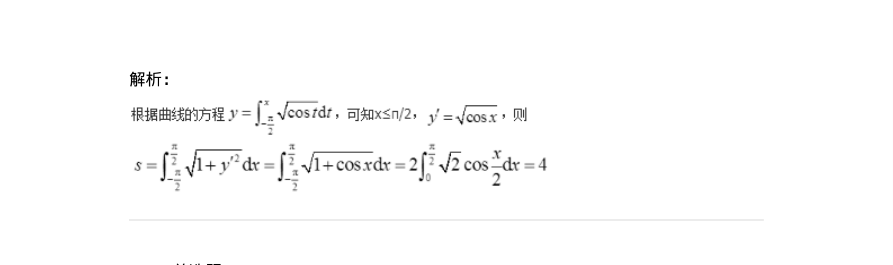 解析：
根据曲线的方程 y = ∫_{-π/2}^{x} √(cos t) dt，可知x≤π/2，y′ = √(cos x)，则
s = ∫_{-π/2}^{π/2} √(1+y′²) dx = ∫_{-π/2}^{π/2} √(1+cos x) dx = 2∫_{0}^{π/2} √2 cos(x/2) dx = 4